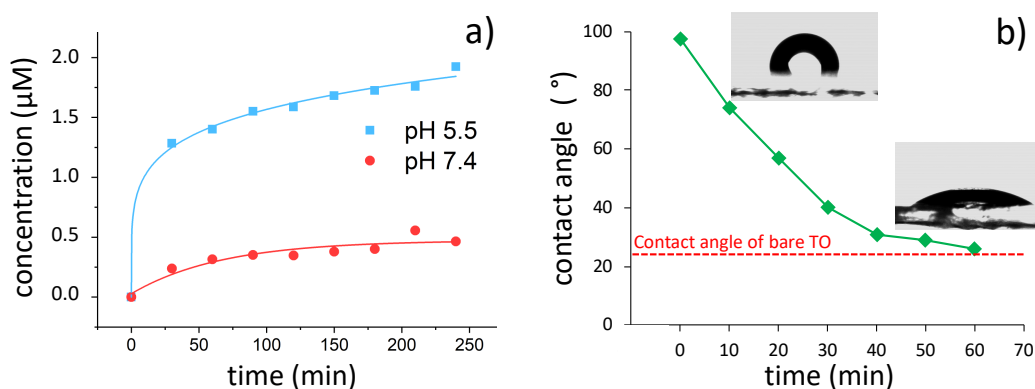 a)
concentration (µM)
2.0
1.5
1.0
0.5
0.0
pH 5.5
pH 7.4
0 50 100 150 200 250
time (min)
b)
contact angle ( °)
100
80
60
40
20
0
Contact angle of bare TO
0 10 20 30 40 50 60 70
time (min)